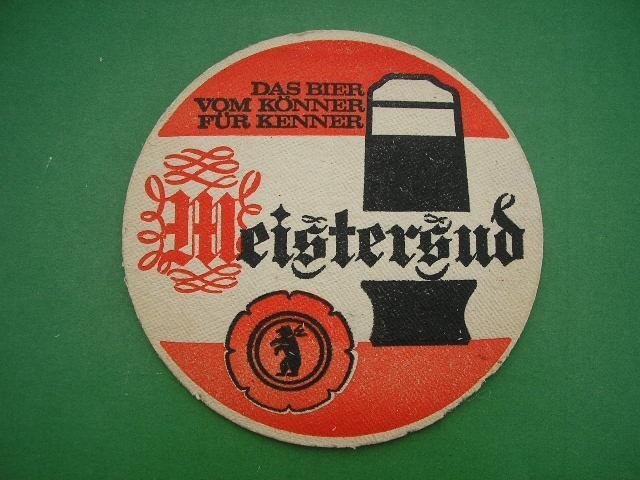 DAS BIER
VOM KÖNNER
FÜR KENNER
Meistersud